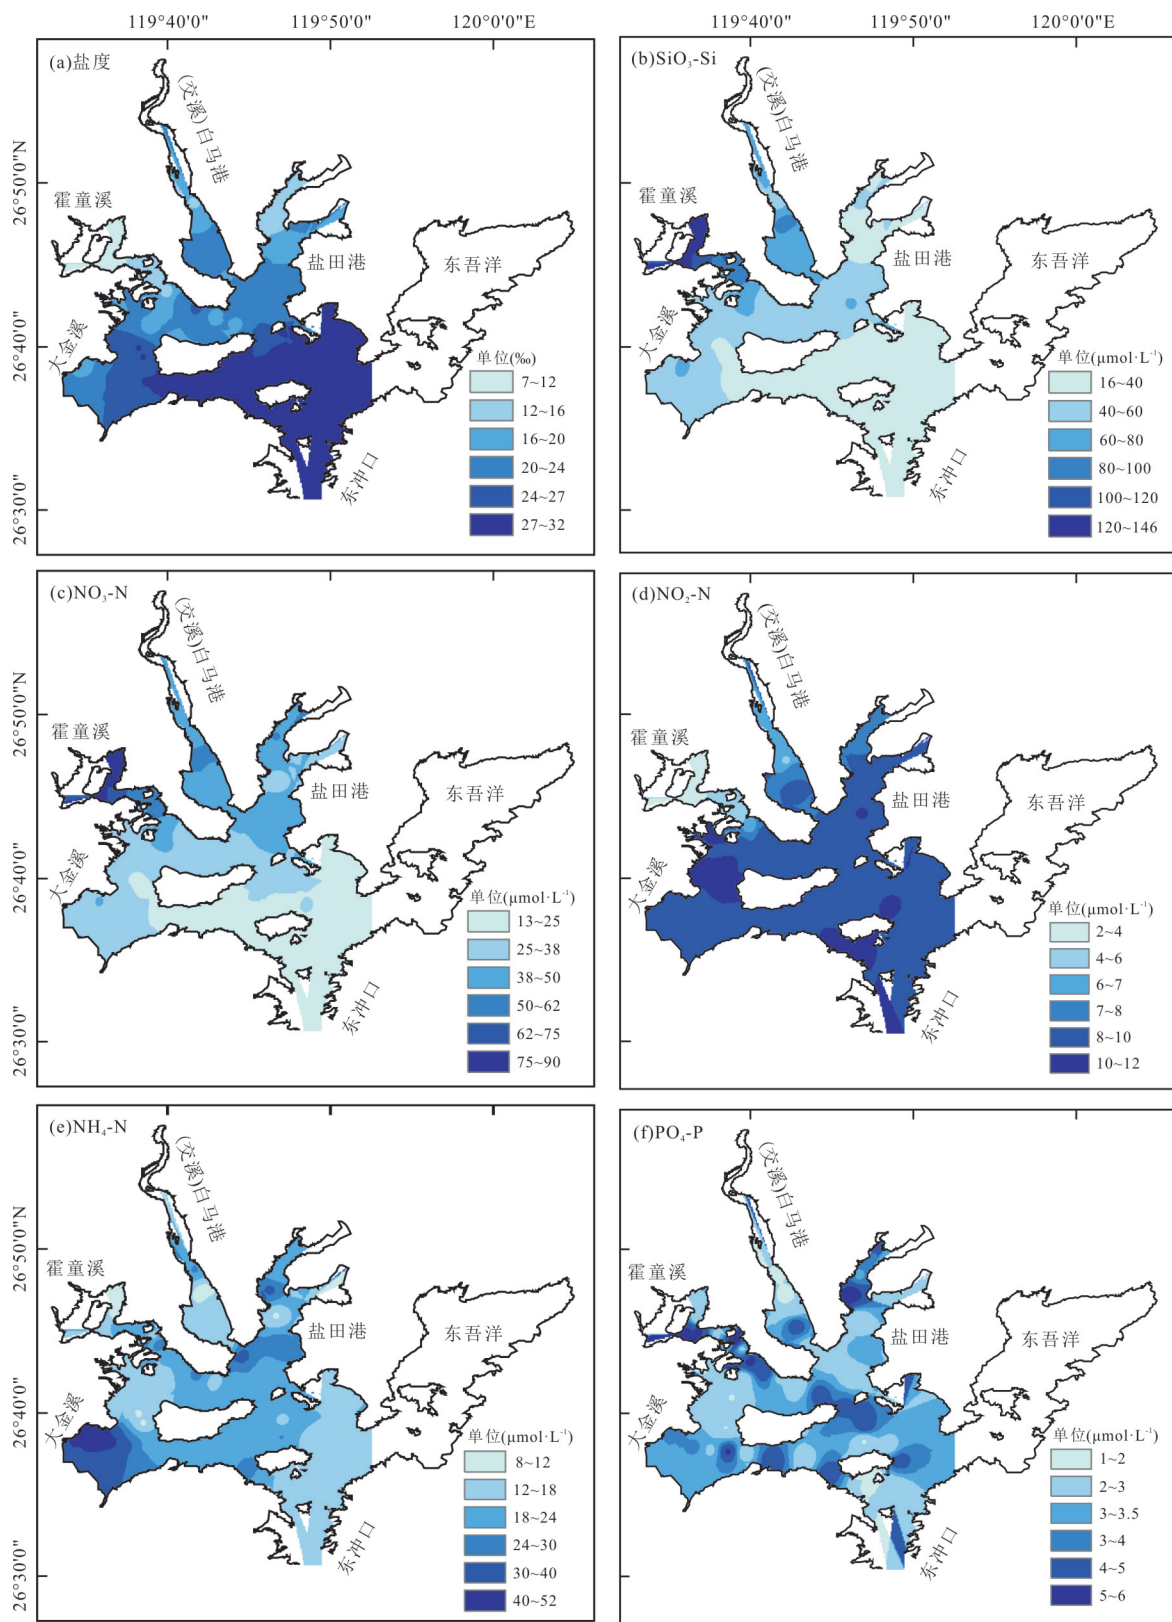 119°40'0"
119°50'0"
120°0'0"E
119°40'0"
119°50'0"
120°0'0"E
(a)盐度
(交溪)白马港
霍童溪
盐田港
东吾洋
大金溪
东冲口
26°50'0"N
26°40'0"
26°30'0"
单位(‰)
7~12
12~16
16~20
20~24
24~27
27~32
(b)SiO₃-Si
(交溪)白马港
霍童溪
盐田港
东吾洋
大金溪
东冲口
单位(μmol·L⁻¹)
16~40
40~60
60~80
80~100
100~120
120~146
(c)NO₃-N
(交溪)白马港
霍童溪
盐田港
东吾洋
大金溪
东冲口
26°50'0"N
26°40'0"
26°30'0"
单位(μmol·L⁻¹)
13~25
25~38
38~50
50~62
62~75
75~90
(d)NO₂-N
(交溪)白马港
霍童溪
盐田港
东吾洋
大金溪
东冲口
单位(μmol·L⁻¹)
2~4
4~6
6~7
7~8
8~10
10~12
(e)NH₄-N
(交溪)白马港
霍童溪
盐田港
东吾洋
大金溪
东冲口
26°50'0"N
26°40'0"
26°30'0"
单位(μmol·L⁻¹)
8~12
12~18
18~24
24~30
30~40
40~52
(f)PO₄-P
(交溪)白马港
霍童溪
盐田港
东吾洋
大金溪
东冲口
单位(μmol·L⁻¹)
1~2
2~3
3~3.5
3~4
4~5
5~6